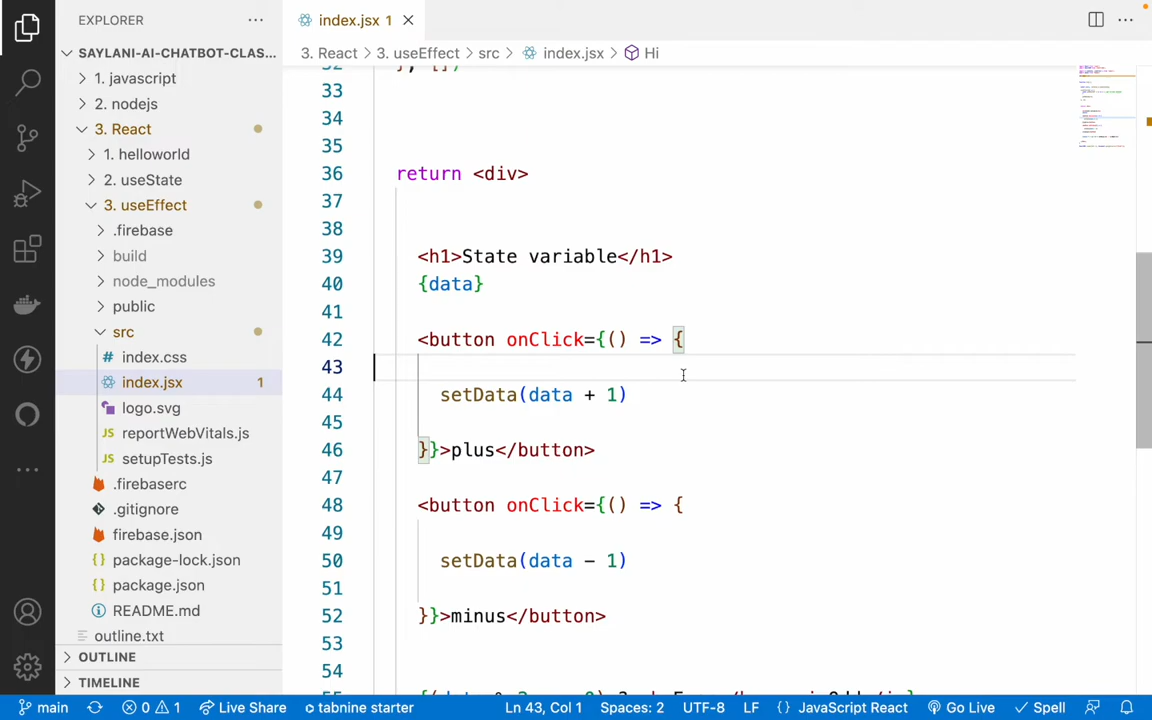 EXPLORER
SAYLANI-AI-CHATBOT-CLAS...
1. javascript
2. nodejs
3. React
1. helloworld
2. useState
3. useEffect
.firebase
build
node_modules
public
src
index.css
index.jsx 1
logo.svg
JS reportWebVitals.js
JS setupTests.js
.firebaserc
.gitignore
firebase.json
package-lock.json
package.json
README.md
outline.txt
OUTLINE
TIMELINE
index.jsx 1
3. React > 3. useEffect > src > index.jsx > Hi
33
34
35
36 return <div>
37
38
39 <h1>State variable</h1>
40 {data}
41
42 <button onClick={() => {
43
44 setData(data + 1)
45
46 }}>plus</button>
47
48 <button onClick={() => {
49
50 setData(data - 1)
51
52 }}>minus</button>
53
54
main 0 1 Live Share tabnine starter Ln 43, Col 1 Spaces: 2 UTF-8 LF {} JavaScript React Go Live Spell